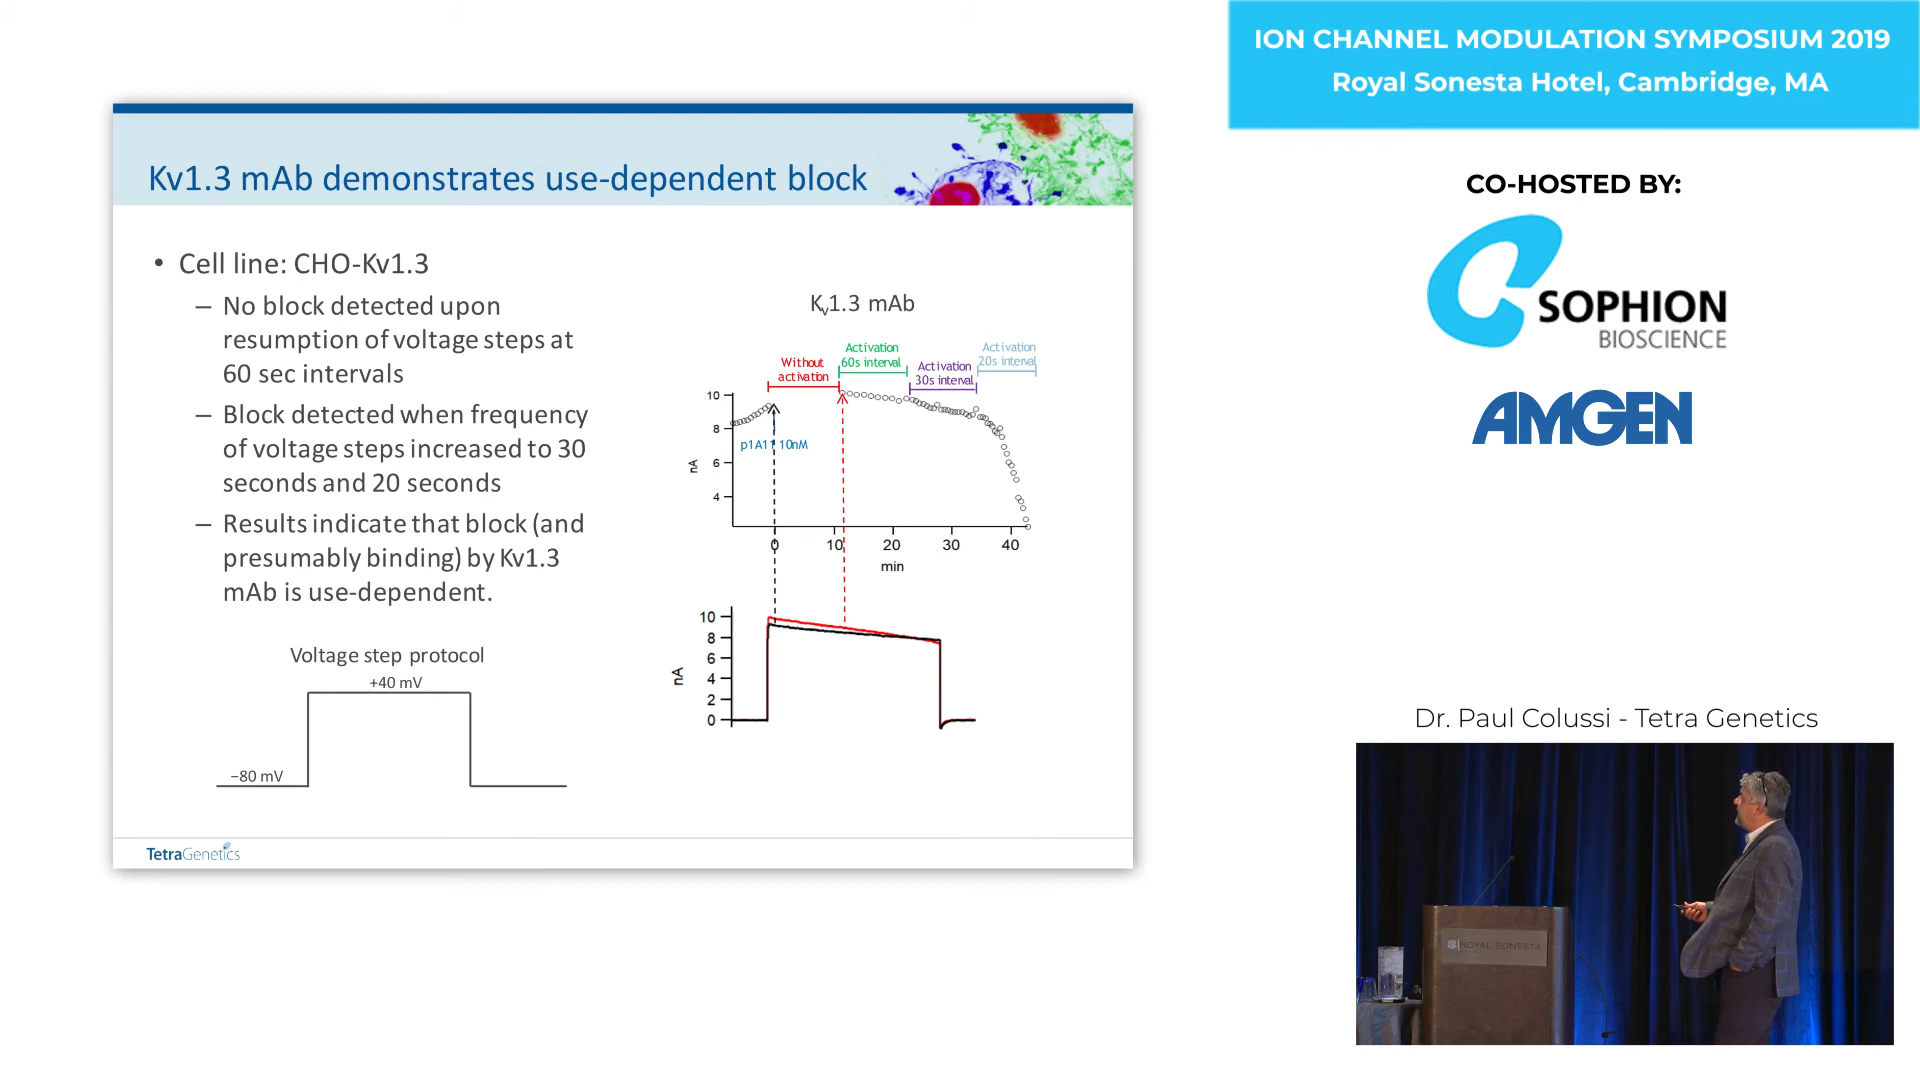 ION CHANNEL MODULATION SYMPOSIUM 2019
Royal Sonesta Hotel, Cambridge, MA
CO-HOSTED BY:
SOPHION
BIOSCIENCE
AMGEN
Kv1.3 mAb demonstrates use-dependent block
• Cell line: CHO-Kv1.3
– No block detected upon
resumption of voltage steps at
60 sec intervals
– Block detected when frequency
of voltage steps increased to 30
seconds and 20 seconds
– Results indicate that block (and
presumably binding) by Kv1.3
mAb is use-dependent.
Voltage step protocol
+40 mV
−80 mV
Kv1.3 mAb
Without
activation
Activation
60s interval
Activation
30s interval
Activation
20s interval
10
8
6
4
nA
p1A11 10nM
0 10 20 30 40
min
10
8
6
4
2
0
nA
TetraGenetics
Dr. Paul Colussi - Tetra Genetics
ROYAL SONESTA